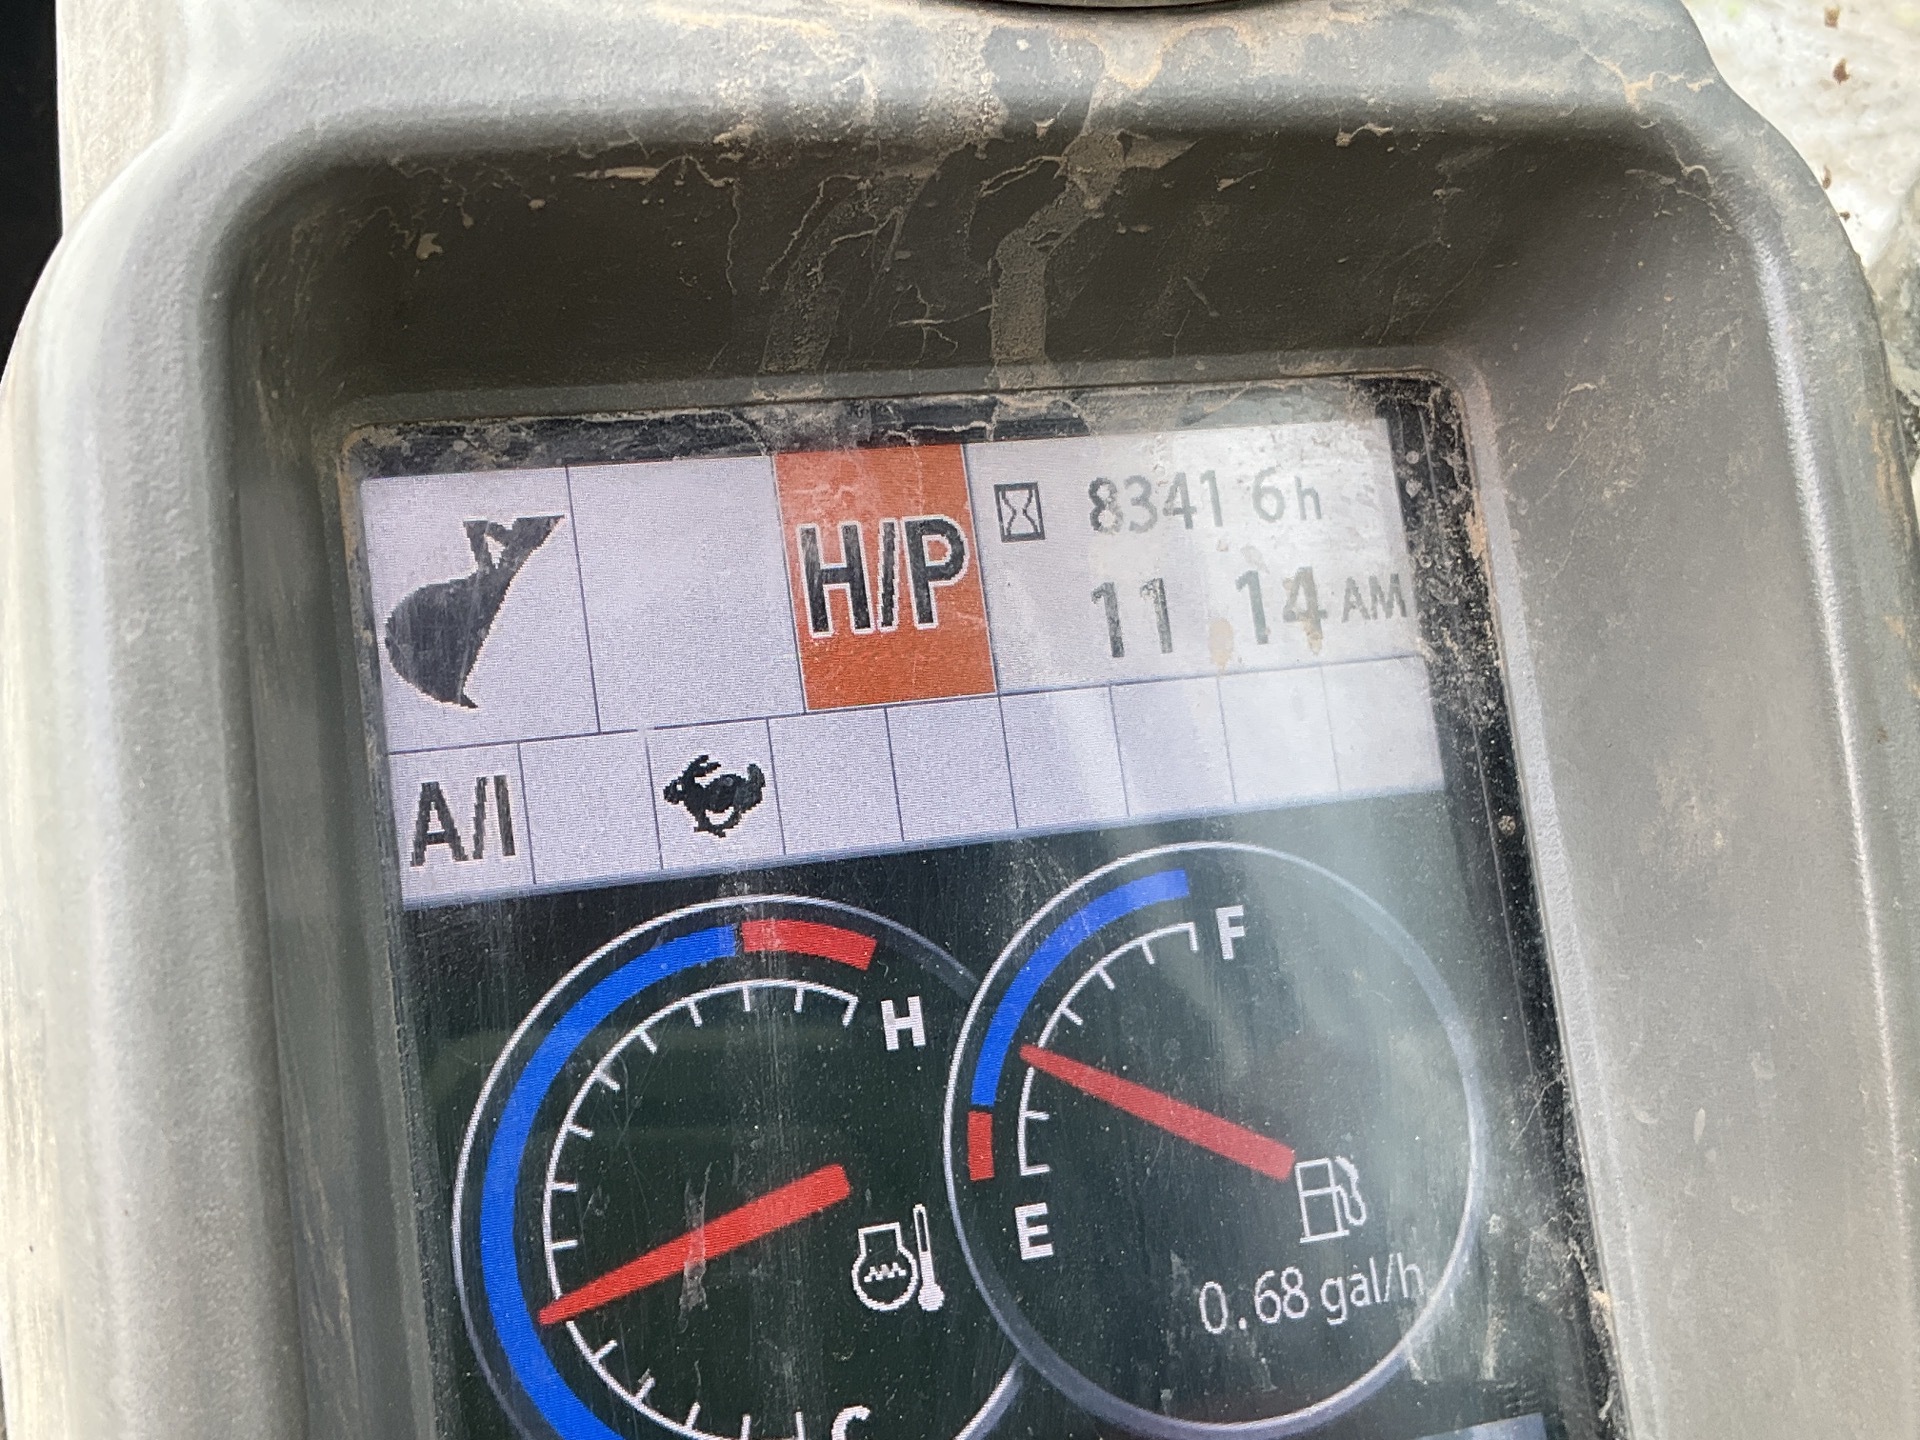 H/P
8341 6h
11 14 AM
A/I
H
F
E
0.68 gal/h
C